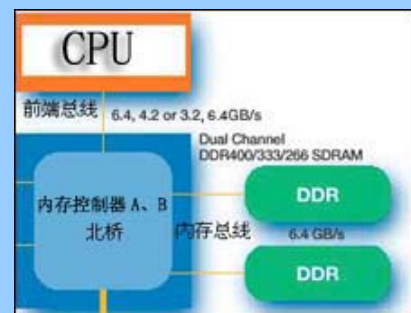 CPU
前端总线 6.4, 4.2 or 3.2, 6.4GB/s
Dual Channel
DDR400/333/266 SDRAM
内存控制器 A、B
北桥
DDR
内存总线 6.4 GB/s
DDR